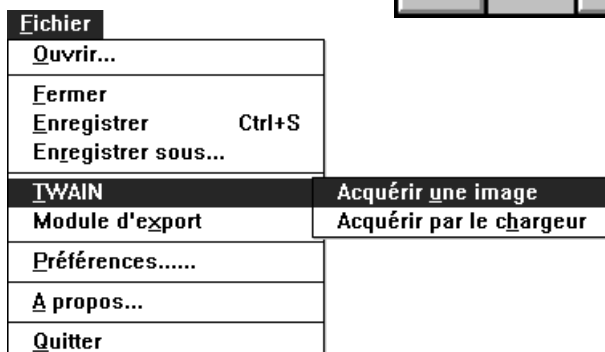 Fichier
Ouvrir...
Fermer
Enregistrer Ctrl+S
Enregistrer sous...
TWAIN
Acquérir une image
Module d'export
Acquérir par le chargeur
Préférences......
A propos...
Quitter